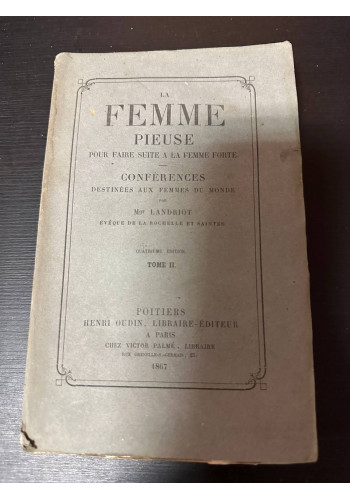 LA
FEMME
PIEUSE
POUR FAIRE SUITE A LA FEMME FORTE
CONFÉRENCES
DESTINÉES AUX FEMMES DU MONDE
PAR
Mgr LANDRIOT
ÉVÊQUE DE LA ROCHELLE ET SAINTES
QUATRIÈME ÉDITION
TOME II
POITIERS
HENRI OUDIN, LIBRAIRE-ÉDITEUR
A PARIS
CHEZ VICTOR PALMÉ, LIBRAIRE
RUE
1867